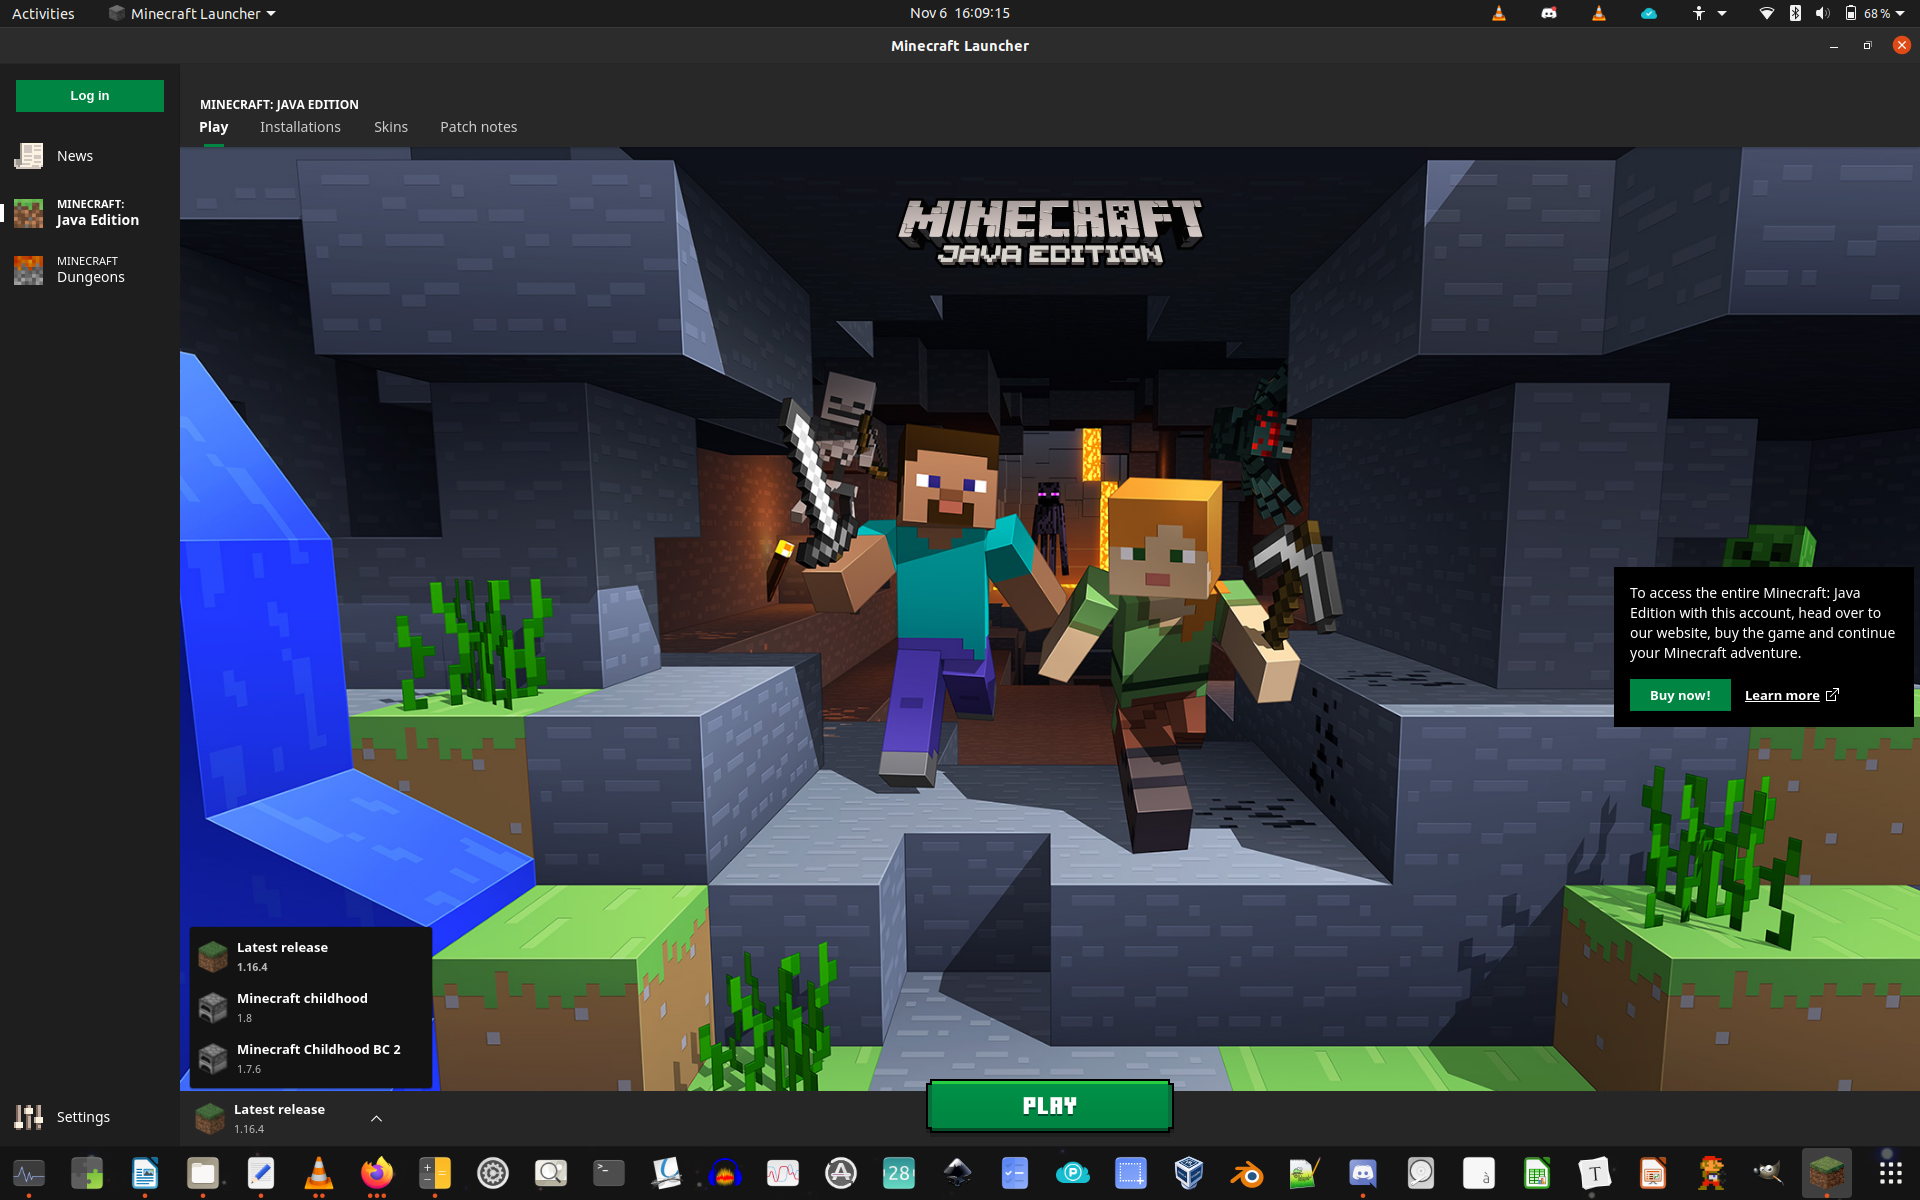 Activities
Minecraft Launcher
Nov 6 16:09:15
68 %
Minecraft Launcher
Log in
News
MINECRAFT:
Java Edition
MINECRAFT
Dungeons
Settings
MINECRAFT: JAVA EDITION
Play
Installations
Skins
Patch notes
MINECRAFT
JAVA EDITION
To access the entire Minecraft: Java
Edition with this account, head over to
our website, buy the game and continue
your Minecraft adventure.
Buy now!
Learn more
Latest release
1.16.4
Minecraft childhood
1.8
Minecraft Childhood BC 2
1.7.6
Latest release
1.16.4
PLAY
28
P
à
T